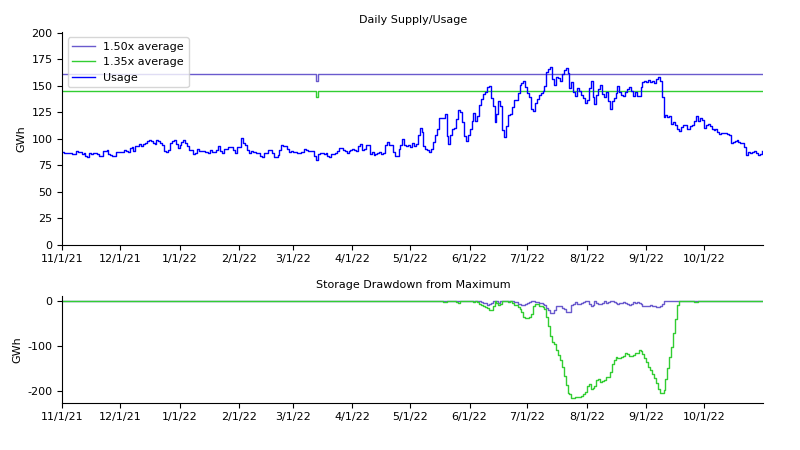 Daily Supply/Usage
200
175
150
125
100
75
50
25
0
GWh
1.50x average
1.35x average
Usage
11/1/21 12/1/21 1/1/22 2/1/22 3/1/22 4/1/22 5/1/22 6/1/22 7/1/22 8/1/22 9/1/22 10/1/22
Storage Drawdown from Maximum
0
-100
-200
GWh
11/1/21 12/1/21 1/1/22 2/1/22 3/1/22 4/1/22 5/1/22 6/1/22 7/1/22 8/1/22 9/1/22 10/1/22